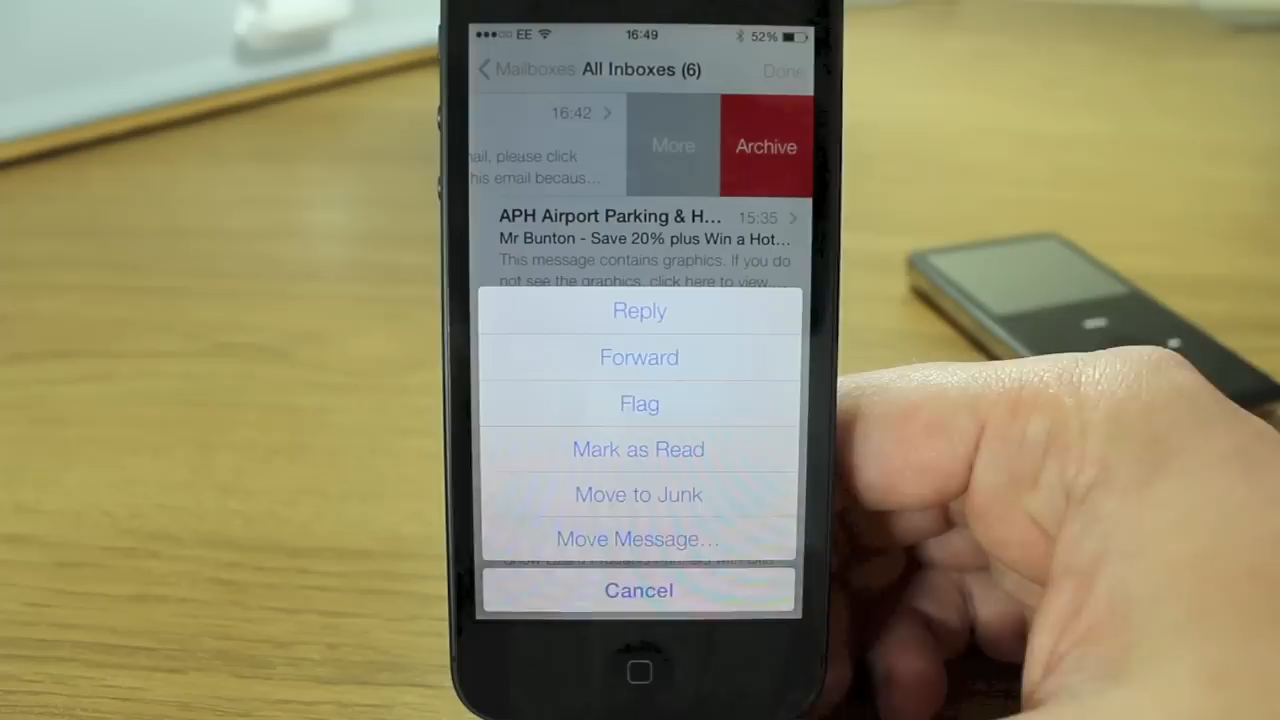 EE 16:49 52%
Mailboxes All Inboxes (6) Done
16:42
More Archive
ail, please click
his email becaus...
APH Airport Parking & H... 15:35
Mr Bunton - Save 20% plus Win a Hot...
This message contains graphics. If you do
not see the graphics, click here to view....
Reply
Forward
Flag
Mark as Read
Move to Junk
Move Message...
Cancel